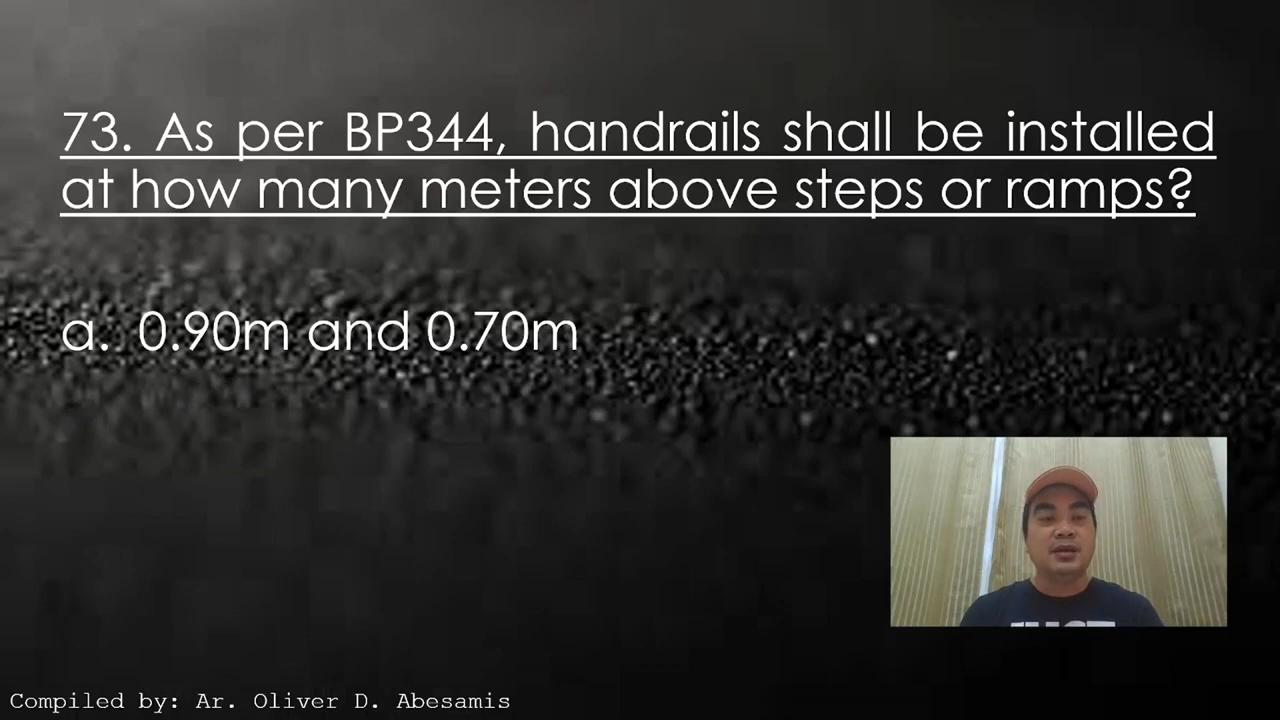 73. As per BP344, handrails shall be installed
at how many meters above steps or ramps?
a. 0.90m and 0.70m
Compiled by: Ar. Oliver D. Abesamis